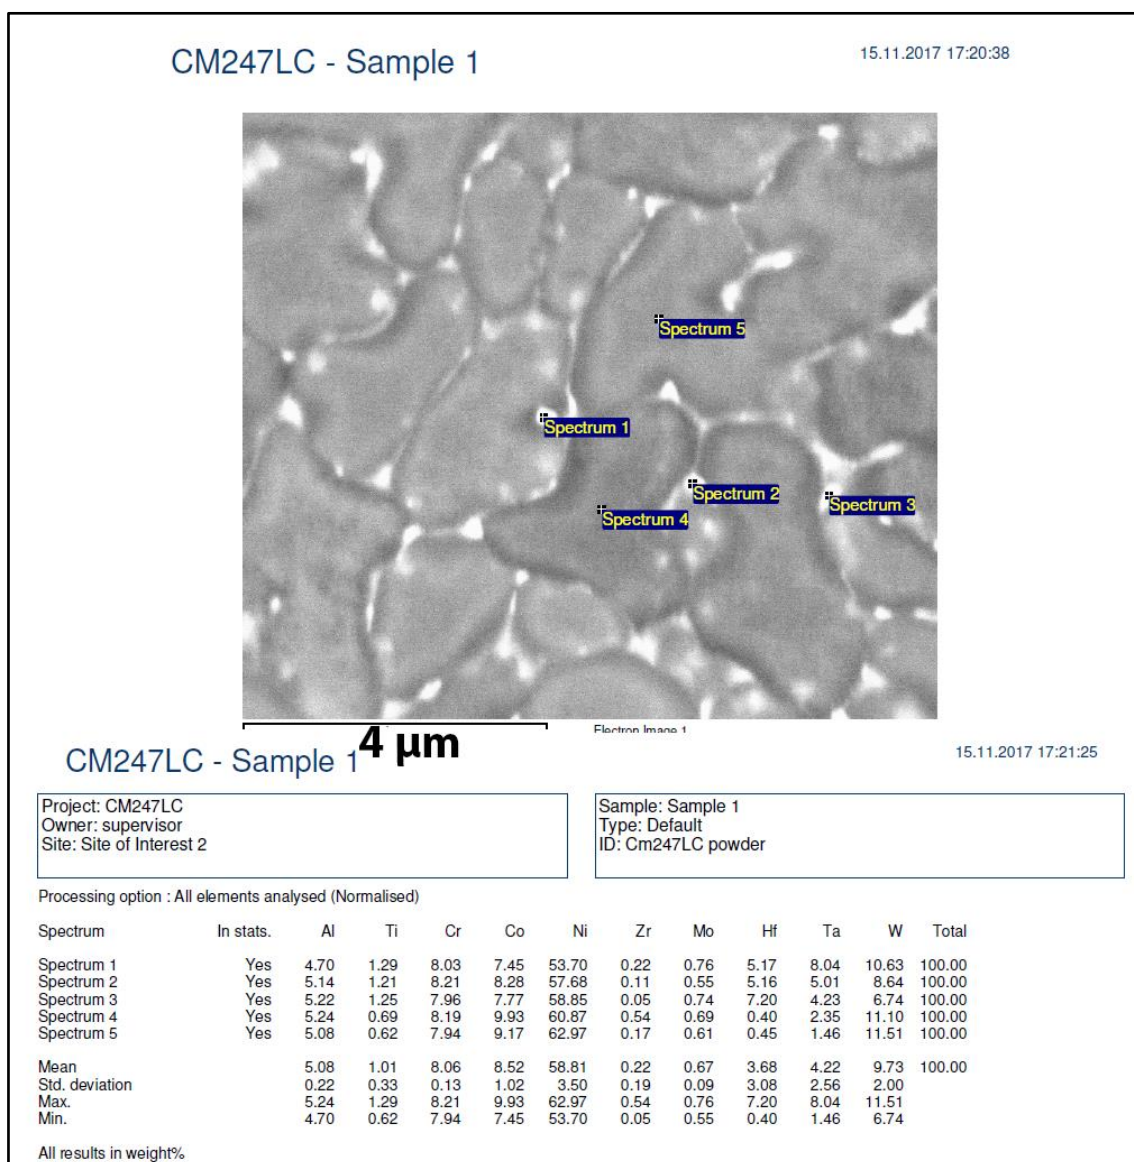 CM247LC - Sample 1 15.11.2017 17:20:38
Spectrum 5
Spectrum 1
Spectrum 2
Spectrum 3
Spectrum 4
4 µm Electron Image 1
CM247LC - Sample 1 15.11.2017 17:21:25
Project: CM247LC
Owner: supervisor
Site: Site of Interest 2
Sample: Sample 1
Type: Default
ID: Cm247LC powder
Processing option : All elements analysed (Normalised)
Spectrum In stats. Al Ti Cr Co Ni Zr Mo Hf Ta W Total
Spectrum 1 Yes 4.70 1.29 8.03 7.45 53.70 0.22 0.76 5.17 8.04 10.63 100.00
Spectrum 2 Yes 5.14 1.21 8.21 8.28 57.68 0.11 0.55 5.16 5.01 8.64 100.00
Spectrum 3 Yes 5.22 1.25 7.96 7.77 58.85 0.05 0.74 7.20 4.23 6.74 100.00
Spectrum 4 Yes 5.24 0.69 8.19 9.93 60.87 0.54 0.69 0.40 2.35 11.10 100.00
Spectrum 5 Yes 5.08 0.62 7.94 9.17 62.97 0.17 0.61 0.45 1.46 11.51 100.00
Mean 5.08 1.01 8.06 8.52 58.81 0.22 0.67 3.68 4.22 9.73 100.00
Std. deviation 0.22 0.33 0.13 1.02 3.50 0.19 0.09 3.08 2.56 2.00
Max. 5.24 1.29 8.21 9.93 62.97 0.54 0.76 7.20 8.04 11.51
Min. 4.70 0.62 7.94 7.45 53.70 0.05 0.55 0.40 1.46 6.74
All results in weight%